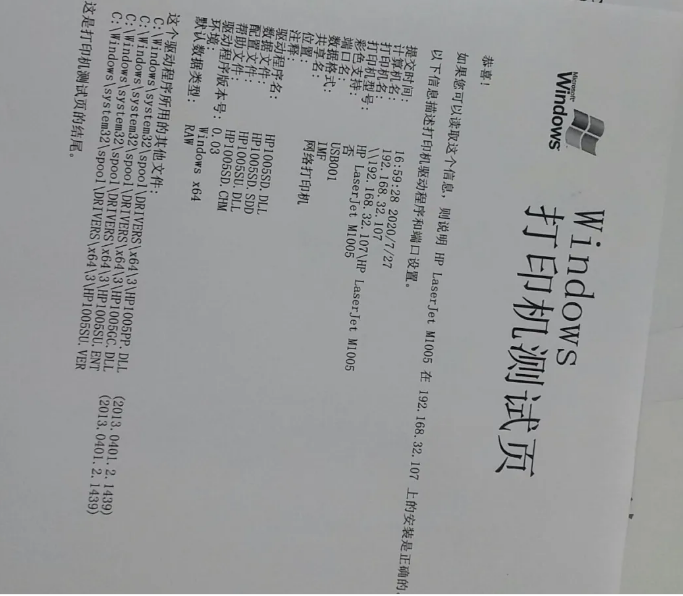 Microsoft
Windows
Windows
打印机测试页
恭喜!
如果您可以读取这个信息,则说明 HP LaserJet M1005 在 192.168.32.107 上的安装是正确的。
以下信息描述打印机驱动程序和端口设置。
提交时间: 16:59:28 2020/7/27
计算机名: 192.168.32.107
打印机名: \\192.168.32.107\HP LaserJet M1005
打印机型号: HP LaserJet M1005
彩色支持: 否
端口名: USB001
数据格式: IMF
共享名:
位置: 网络打印机
注释:
驱动程序名: HP1005SD.DLL
数据文件: HP1005SD.SDD
配置文件: HP1005SU.DLL
帮助文件: HP1005SD.CHM
驱动程序版本号: 0.03
环境: Windows x64
默认数据类型: RAW
这个驱动程序所用的其他文件:
C:\Windows\system32\spool\DRIVERS\x64\3\HP1005PP.DLL
C:\Windows\system32\spool\DRIVERS\x64\3\HP1005GC.DLL (2013.0401.2.1439)
C:\Windows\system32\spool\DRIVERS\x64\3\HP1005SU.ENT (2013.0401.2.1439)
C:\Windows\system32\spool\DRIVERS\x64\3\HP1005SU.VER
这是打印机测试页的结尾。